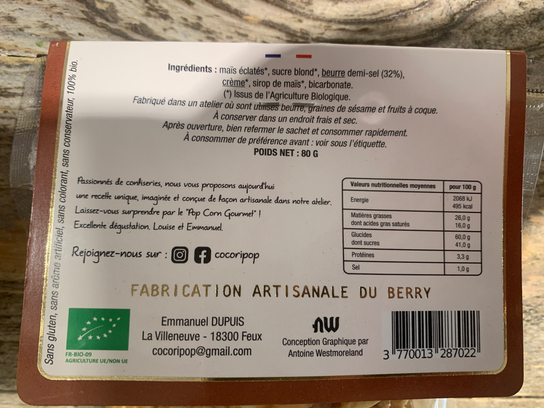 Ingrédients : maïs éclatés*, sucre blond*, beurre demi-sel (32%),
crème*, sirop de maïs*, bicarbonate.
(*) Issus de l'Agriculture Biologique.
Fabriqué dans un atelier où sont utilisés beurre, graines de sésame et fruits à coque.
À conserver dans un endroit frais et sec.
Après ouverture, bien refermer le sachet et consommer rapidement.
À consommer de préférence avant : voir sous l'étiquette.
POIDS NET : 80 G
Sans gluten, sans arôme artificiel, sans colorant, sans conservateur, 100% bio.
Passionnés de confiseries, nous vous proposons aujourd'hui
une recette unique, imaginée et conçue de façon artisanale dans notre atelier.
Laissez-vous surprendre par le "Pop Corn Gourmet" !
Excellente dégustation, Louise et Emmanuel
Rejoignez-nous sur : cocoripop
Valeurs nutritionnelles moyennes pour 100 g
Energie 2068 kJ
495 kcal
Matières grasses 26,0 g
dont acides gras saturés 16,0 g
Glucides 60,0 g
dont sucres 41,0 g
Protéines 3,3 g
Sel 1,0 g
FABRICATION ARTISANALE DU BERRY
FR-BIO-09
AGRICULTURE UE/NON UE
Emmanuel DUPUIS
La Villeneuve - 18300 Feux
cocoripop@gmail.com
Conception Graphique par
Antoine Westmoreland
3 770013 287022